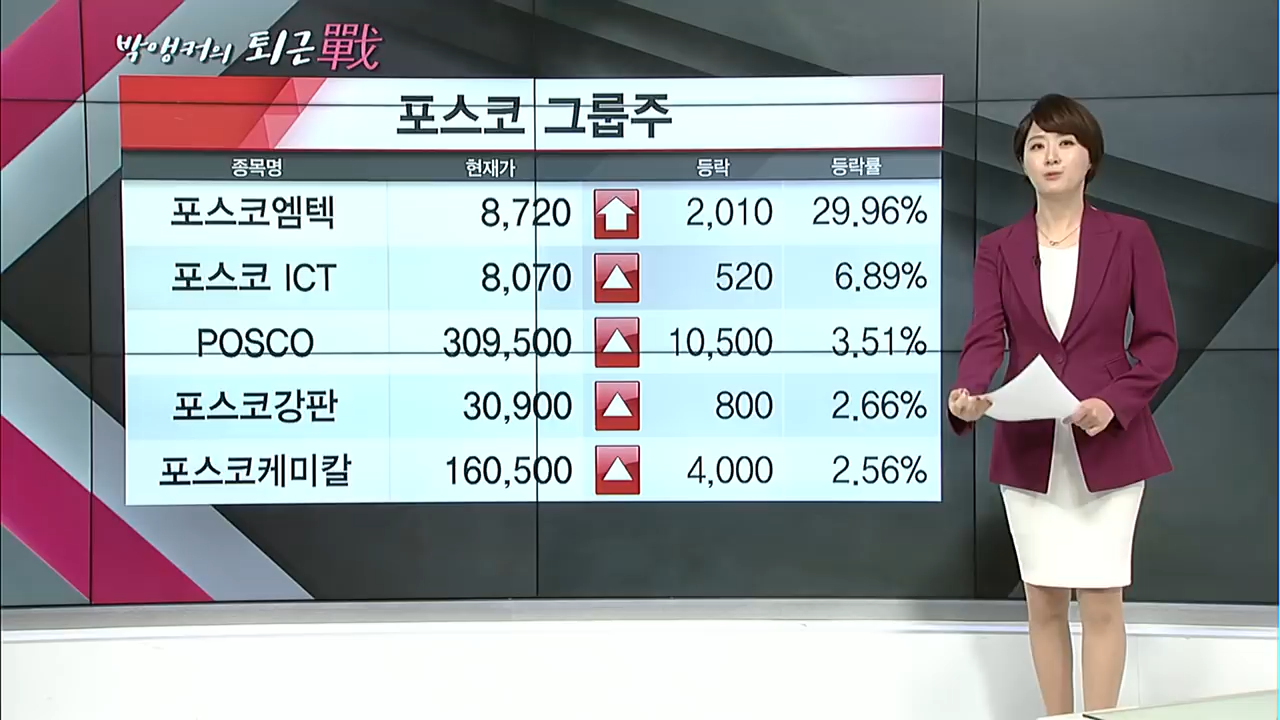 박앵커의 퇴근戰
포스코 그룹주
종목명 현재가 등락 등락률
포스코엠텍 8,720 2,010 29.96%
포스코 ICT 8,070 520 6.89%
POSCO 309,500 10,500 3.51%
포스코강판 30,900 800 2.66%
포스코케미칼 160,500 4,000 2.56%